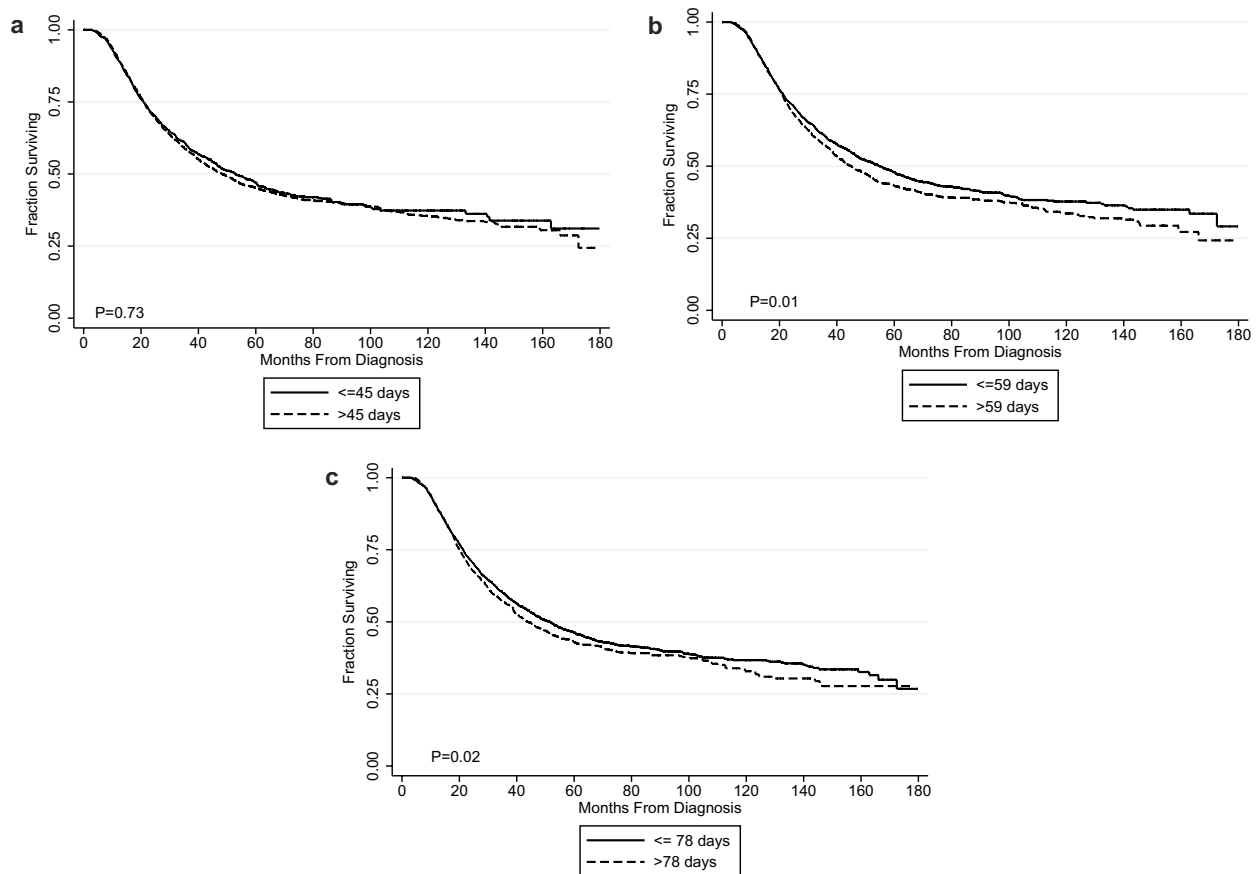 a
1.00
0.75
0.50
0.25
0.00
Fraction Surviving
P=0.73
0 20 40 60 80 100 120 140 160 180
Months From Diagnosis
<=45 days
>45 days
b
1.00
0.75
0.50
0.25
0.00
Fraction Surviving
P=0.01
0 20 40 60 80 100 120 140 160 180
Months From Diagnosis
<=59 days
>59 days
c
1.00
0.75
0.50
0.25
0.00
Fraction Surviving
P=0.02
0 20 40 60 80 100 120 140 160 180
Months From Diagnosis
<= 78 days
>78 days